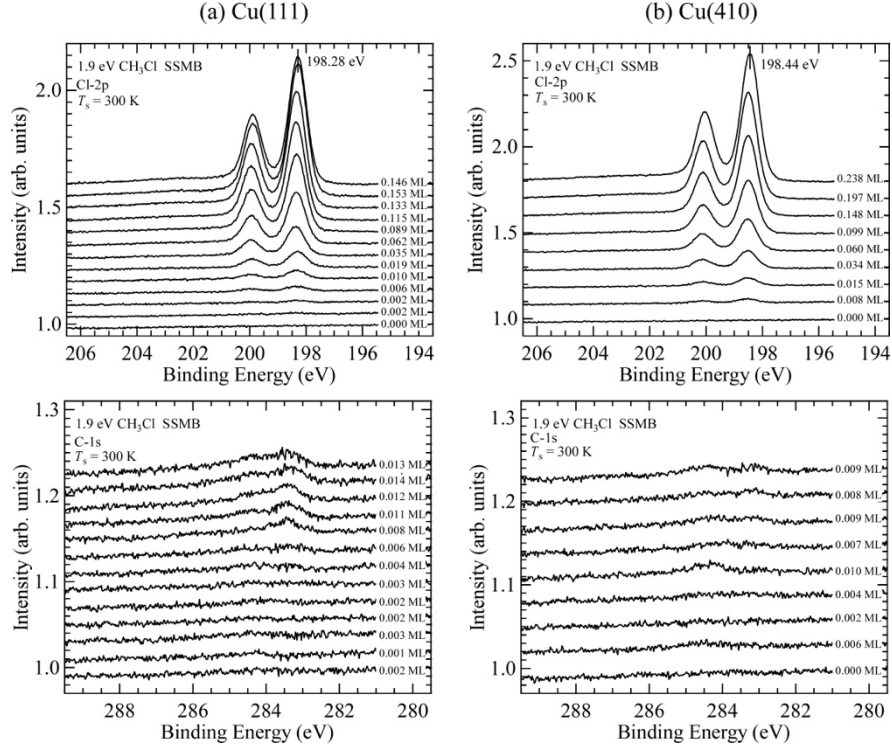 (a) Cu(111)
1.9 eV CH₃Cl SSMB
Cl-2p
Tₛ = 300 K
198.28 eV
0.146 ML
0.153 ML
0.133 ML
0.115 ML
0.089 ML
0.062 ML
0.035 ML
0.019 ML
0.010 ML
0.006 ML
0.002 ML
0.002 ML
0.000 ML
2.0
1.5
1.0
Intensity (arb. units)
206 204 202 200 198 196 194
Binding Energy (eV)
(b) Cu(410)
1.9 eV CH₃Cl SSMB
Cl-2p
Tₛ = 300 K
198.44 eV
0.238 ML
0.197 ML
0.148 ML
0.099 ML
0.060 ML
0.034 ML
0.015 ML
0.008 ML
0.000 ML
2.5
2.0
1.5
1.0
Intensity (arb. units)
206 204 202 200 198 196 194
Binding Energy (eV)
1.9 eV CH₃Cl SSMB
C-1s
Tₛ = 300 K
0.013 ML
0.014 ML
0.012 ML
0.011 ML
0.008 ML
0.006 ML
0.004 ML
0.003 ML
0.002 ML
0.002 ML
0.003 ML
0.001 ML
0.002 ML
1.3
1.2
1.1
1.0
Intensity (arb. units)
288 286 284 282 280
Binding Energy (eV)
1.9 eV CH₃Cl SSMB
C-1s
Tₛ = 300 K
0.009 ML
0.008 ML
0.009 ML
0.007 ML
0.010 ML
0.004 ML
0.002 ML
0.006 ML
0.000 ML
1.3
1.2
1.1
1.0
Intensity (arb. units)
288 286 284 282 280
Binding Energy (eV)